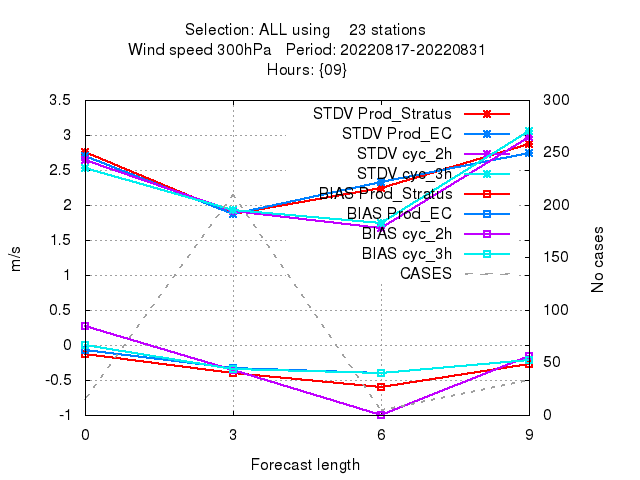 Selection: ALL using    23 stations
Wind speed 300hPa   Period: 20220817-20220831
Hours: {09}
3.5
3
2.5
2
1.5
1
0.5
0
-0.5
-1
m/s
STDV Prod_Stratus
STDV Prod_EC
STDV cyc_2h
STDV cyc_3h
BIAS Prod_Stratus
BIAS Prod_EC
BIAS cyc_2h
BIAS cyc_3h
CASES
300
250
200
150
100
50
0
No cases
0 3 6 9
Forecast length